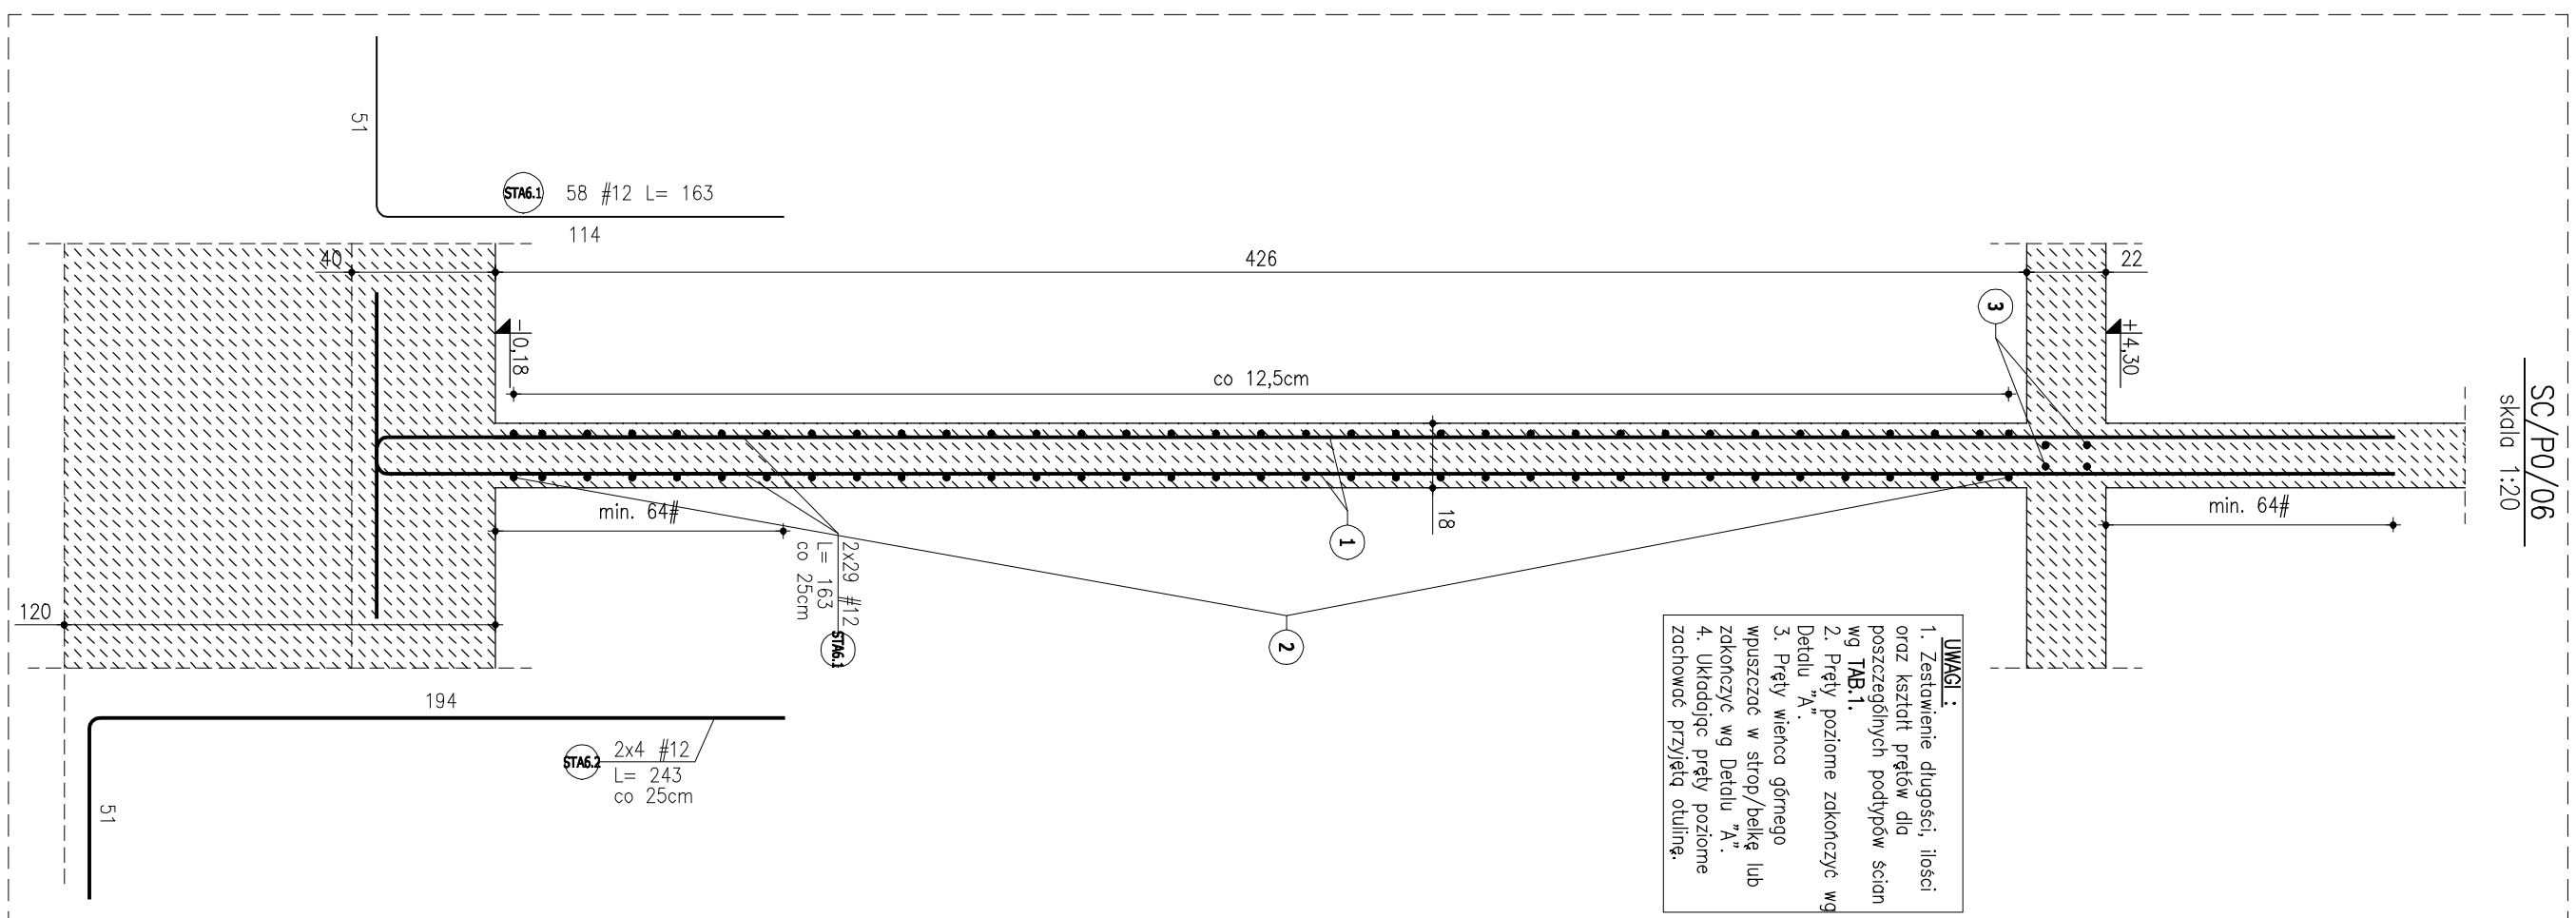 SC/P0/06
skala 1:20
51
STA6.1
58 #12 L= 163
114
40
426
22
-0,18
+4,30
3
co 12,5cm
min. 64#
18
1
min. 64#
2x29 #12
L= 163
co 25cm
STA6.1
2
120
194
STA6.2
2x4 #12
L= 243
co 25cm
51
UWAGI :
1. Zestawienie długości, ilości
oraz kształt prętów dla
poszczególnych podtypów ścian
wg TAB.1.
2. Pręty poziome zakończyć wg
Detalu "A".
3. Pręty wieńca górnego
wpuszczać w strop/belkę lub
zakończyć wg Detalu "A".
4. Układając pręty poziome
zachować przyjętą otulinę.